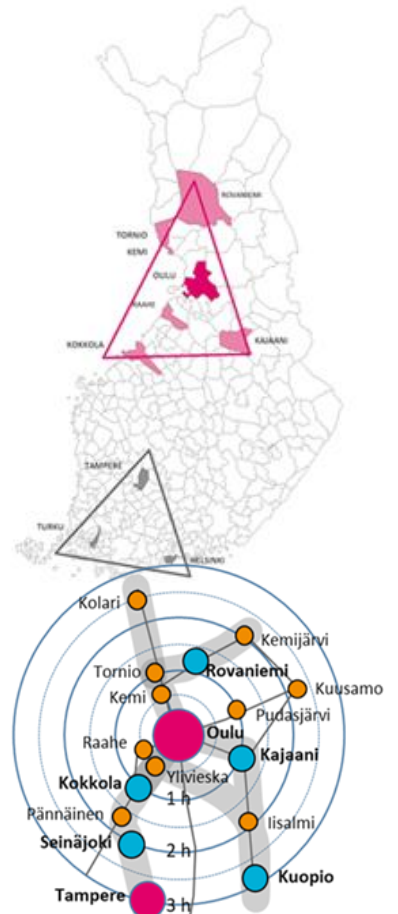 ROVANIEMI
TORNIO
KEMI
OULU
RAAHE
KOKKOLA
KAJAANI
TAMPERE
TURKU
HELSINKI
Kolari
Kemijärvi
Tornio
Rovaniemi
Kemi
Kuusamo
Pudasjärvi
Oulu
Raahe
Kajaani
Ylivieska
Kokkola
1 h
Pännäinen
Iisalmi
Seinäjoki
2 h
Kuopio
Tampere
3 h